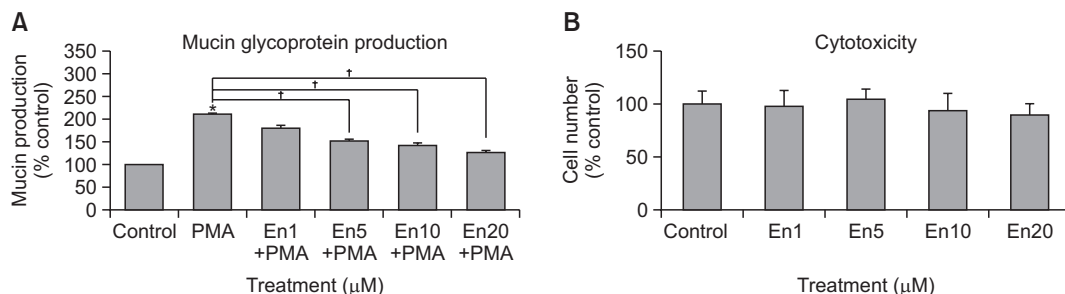 A
Mucin glycoprotein production
Mucin production
(% control)
350
300
250
200
150
100
50
0
*
†
†
†
Control PMA En1 En5 En10 En20
+PMA +PMA +PMA +PMA
Treatment (μM)
B
Cytotoxicity
Cell number
(% control)
150
100
50
0
Control En1 En5 En10 En20
Treatment (μM)